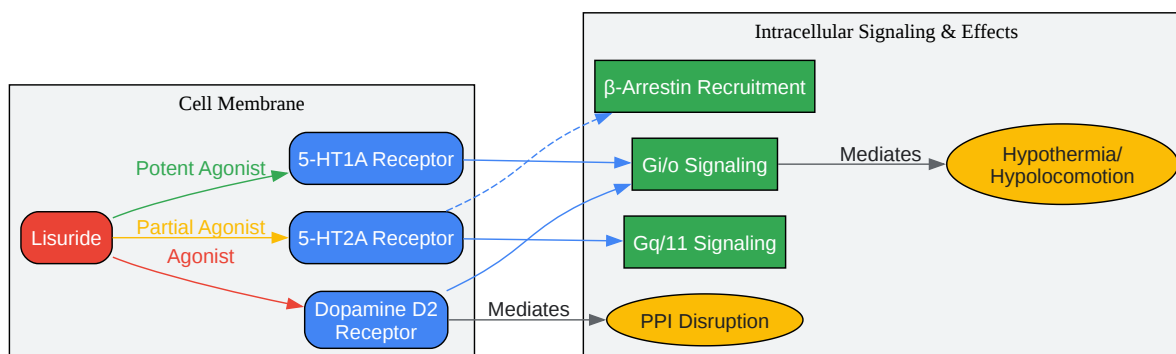 Intracellular Signaling & Effects
Cell Membrane
β-Arrestin Recruitment
5-HT1A Receptor
Potent Agonist
Gi/o Signaling
Mediates
Hypothermia/
Hypolocomotion
Lisuride
Partial Agonist
5-HT2A Receptor
Gq/11 Signaling
Agonist
Dopamine D2
Receptor
Mediates
PPI Disruption